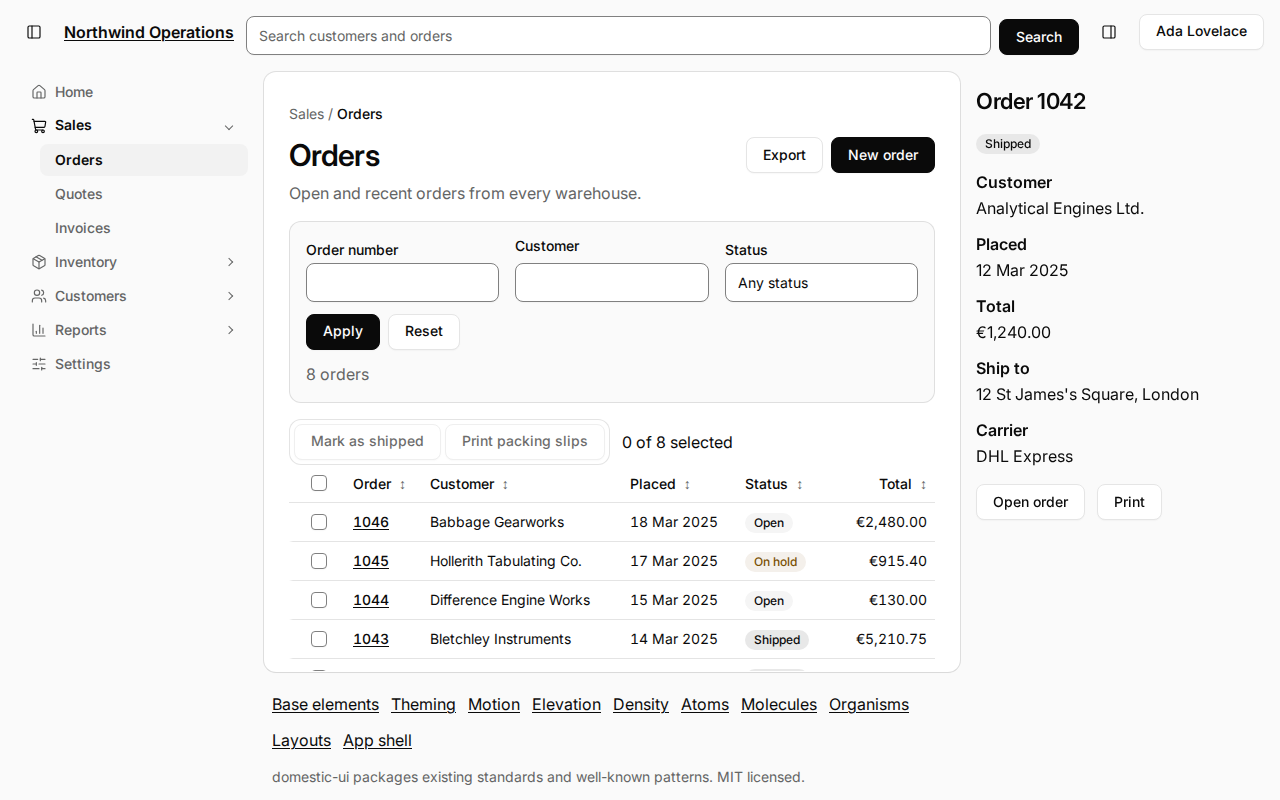 Northwind Operations
Search customers and orders
Search
Ada Lovelace
Home
Sales
Orders
Quotes
Invoices
Inventory
Customers
Reports
Settings
Sales / Orders
Orders
Export
New order
Open and recent orders from every warehouse.
Order number
Customer
Status
Any status
Apply
Reset
8 orders
Mark as shipped
Print packing slips
0 of 8 selected
Order ↕ Customer ↕ Placed ↕ Status ↕ Total ↕
1046 Babbage Gearworks 18 Mar 2025 Open €2,480.00
1045 Hollerith Tabulating Co. 17 Mar 2025 On hold €915.40
1044 Difference Engine Works 15 Mar 2025 Open €130.00
1043 Bletchley Instruments 14 Mar 2025 Shipped €5,210.75
Order 1042
Shipped
Customer
Analytical Engines Ltd.
Placed
12 Mar 2025
Total
€1,240.00
Ship to
12 St James's Square, London
Carrier
DHL Express
Open order
Print
Base elements Theming Motion Elevation Density Atoms Molecules Organisms
Layouts App shell
domestic-ui packages existing standards and well-known patterns. MIT licensed.